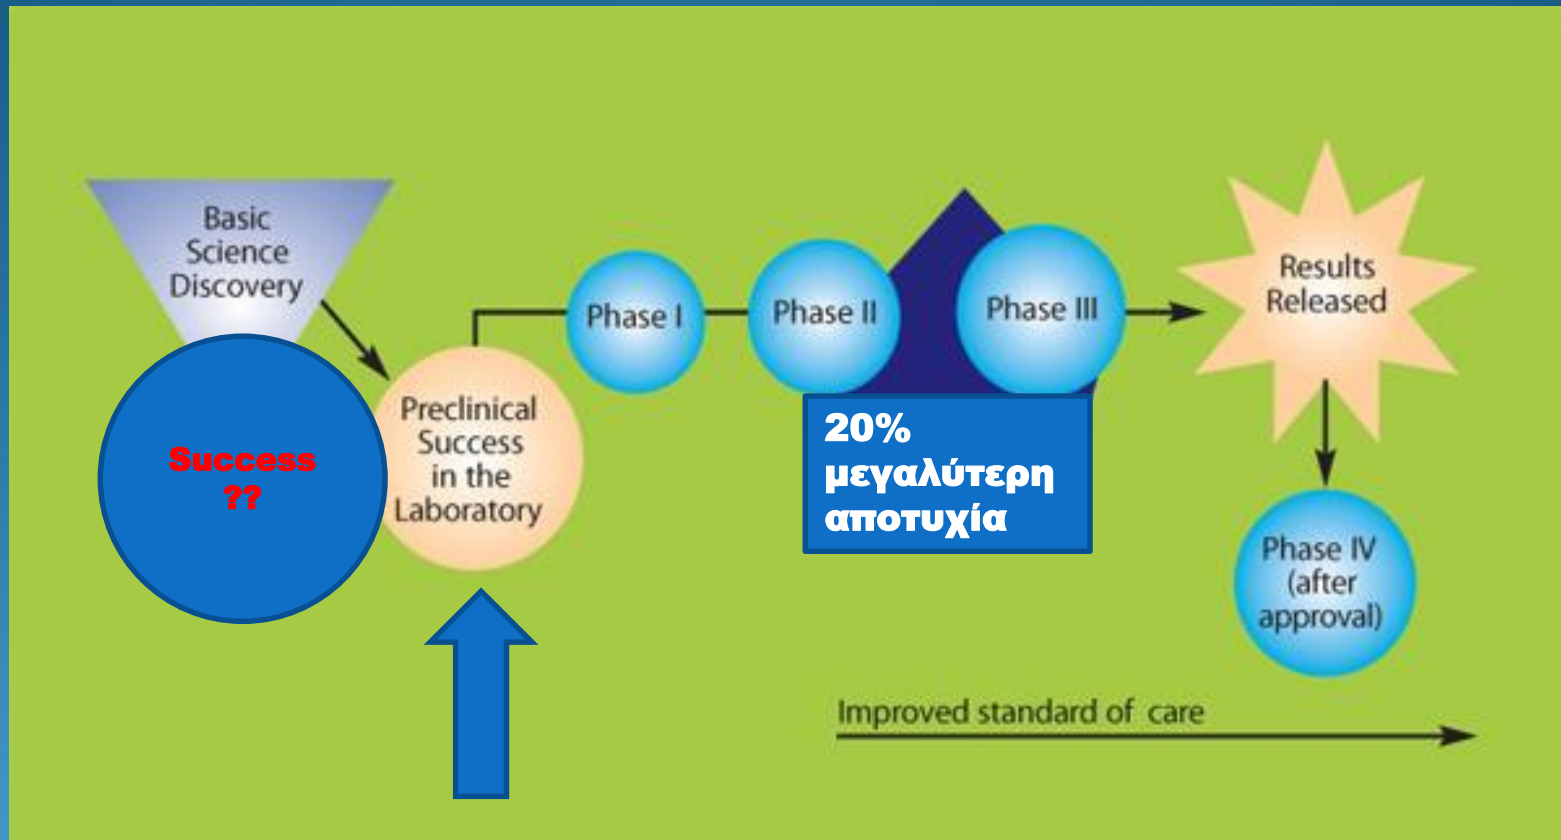 Basic
Science
Discovery
Success
??
Preclinical
Success
in the
Laboratory
Phase I
Phase II
Phase III
20%
μεγαλύτερη
αποτυχία
Results
Released
Phase IV
(after
approval)
Improved standard of care